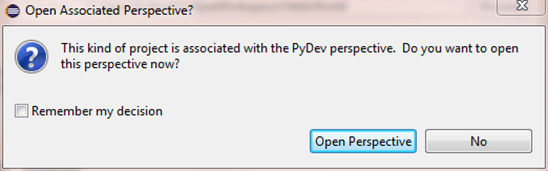 Open Associated Perspective?
This kind of project is associated with the PyDev perspective.  Do you want to open
this perspective now?
Remember my decision
Open Perspective
No